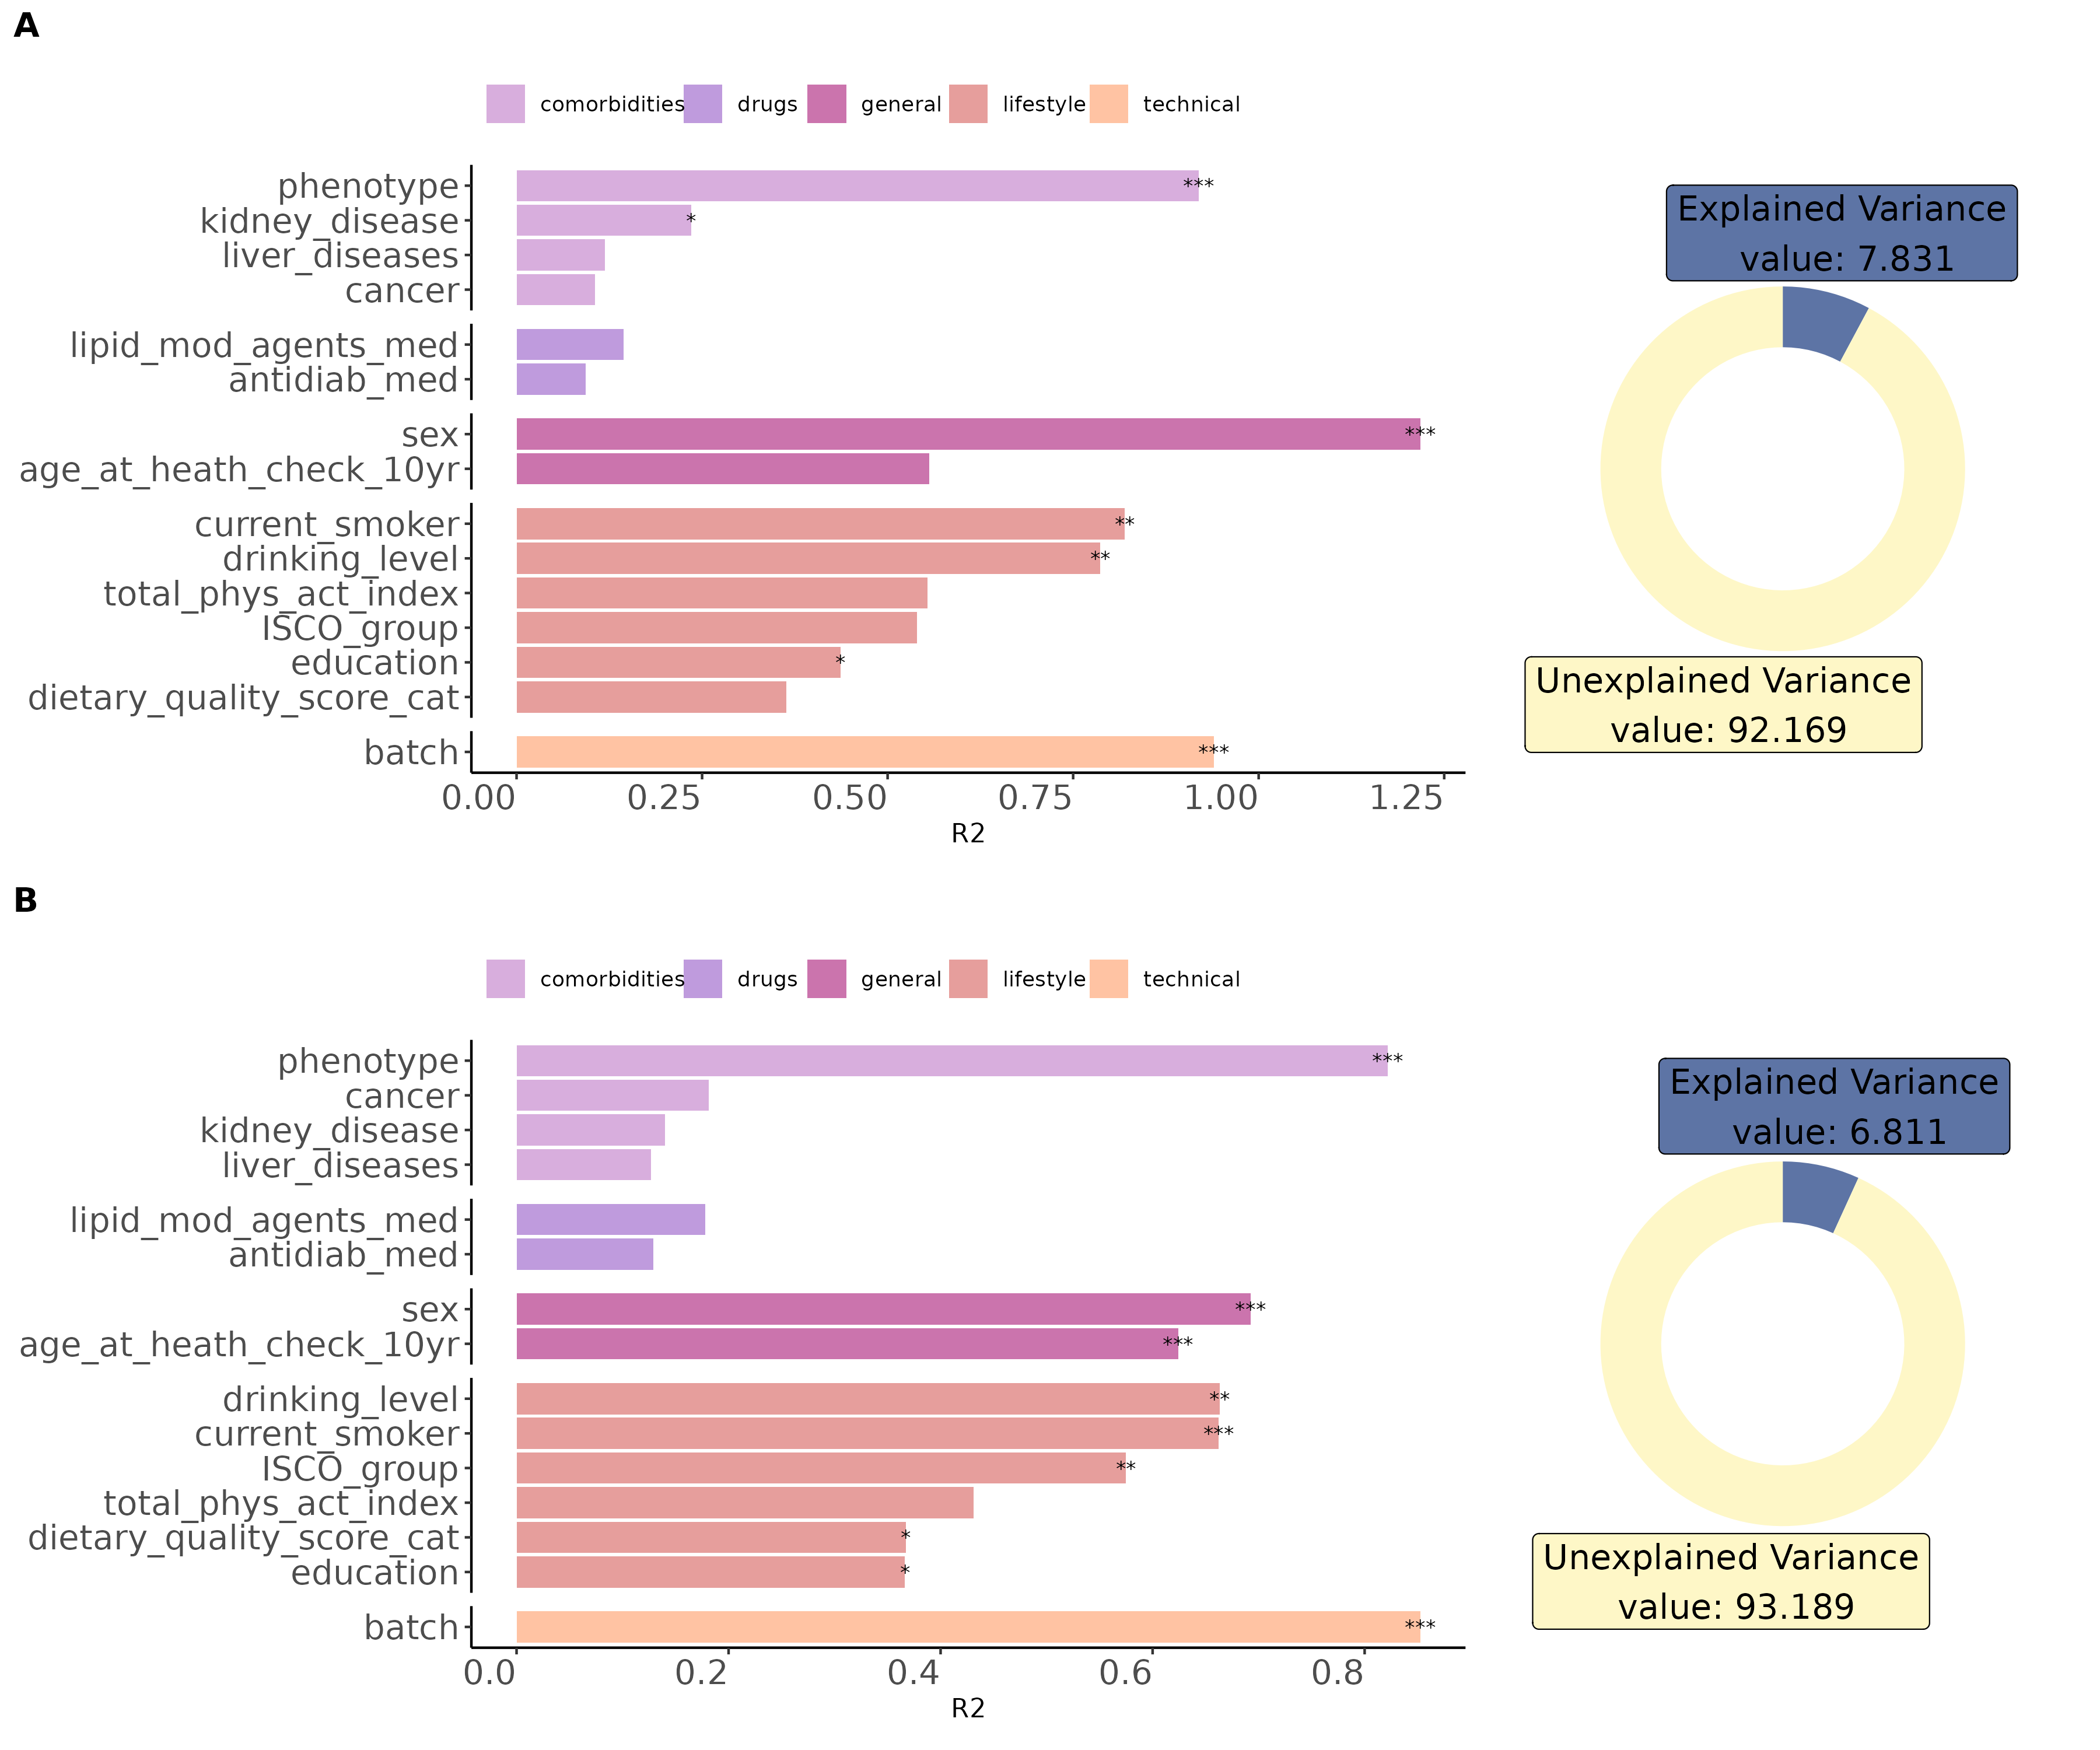 A
comorbidities drugs general lifestyle technical
phenotype ***
kidney_disease *
liver_diseases
cancer
lipid_mod_agents_med
antidiab_med
sex ***
age_at_heath_check_10yr
current_smoker **
drinking_level **
total_phys_act_index
ISCO_group
education *
dietary_quality_score_cat
batch ***
0.00 0.25 0.50 0.75 1.00 1.25
R2
Explained Variance
value: 7.831
Unexplained Variance
value: 92.169
B
comorbidities drugs general lifestyle technical
phenotype ***
cancer
kidney_disease
liver_diseases
lipid_mod_agents_med
antidiab_med
sex ***
age_at_heath_check_10yr ***
drinking_level **
current_smoker ***
ISCO_group **
total_phys_act_index
dietary_quality_score_cat *
education *
batch ***
0.0 0.2 0.4 0.6 0.8
R2
Explained Variance
value: 6.811
Unexplained Variance
value: 93.189